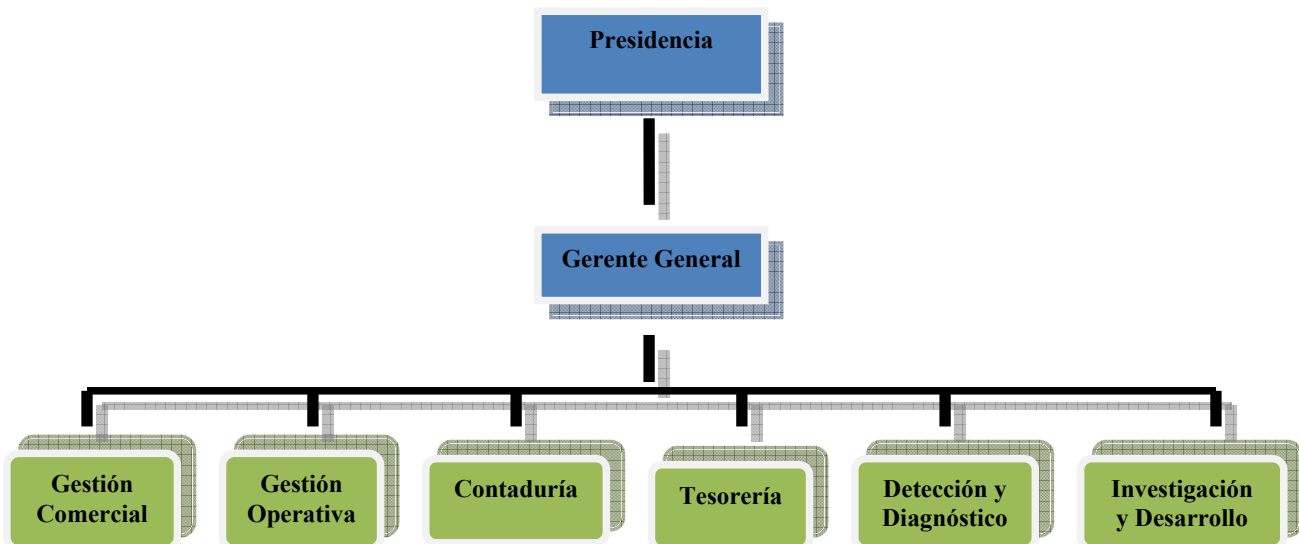 Presidencia
Gerente General
Gestión
Comercial
Gestión
Operativa
Contaduría
Tesorería
Detección y
Diagnóstico
Investigación
y Desarrollo